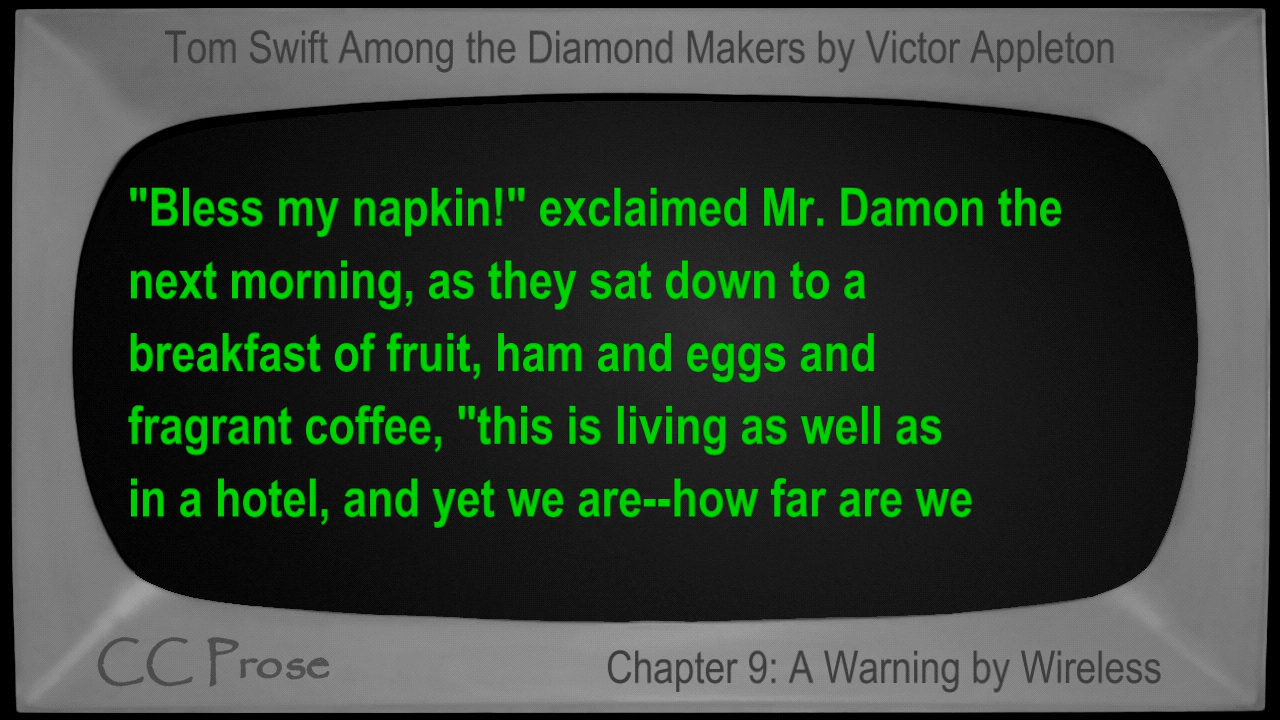 Tom Swift Among the Diamond Makers by Victor Appleton
"Bless my napkin!" exclaimed Mr. Damon the
next morning, as they sat down to a
breakfast of fruit, ham and eggs and
fragrant coffee, "this is living as well as
in a hotel, and yet we are--how far are we
CC Prose
Chapter 9: A Warning by Wireless